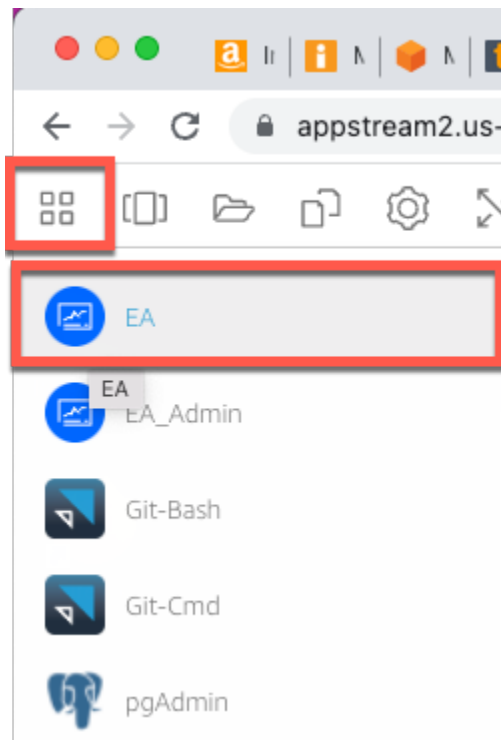 appstream2.us-
EA
EA
EA_Admin
Git-Bash
Git-Cmd
pgAdmin